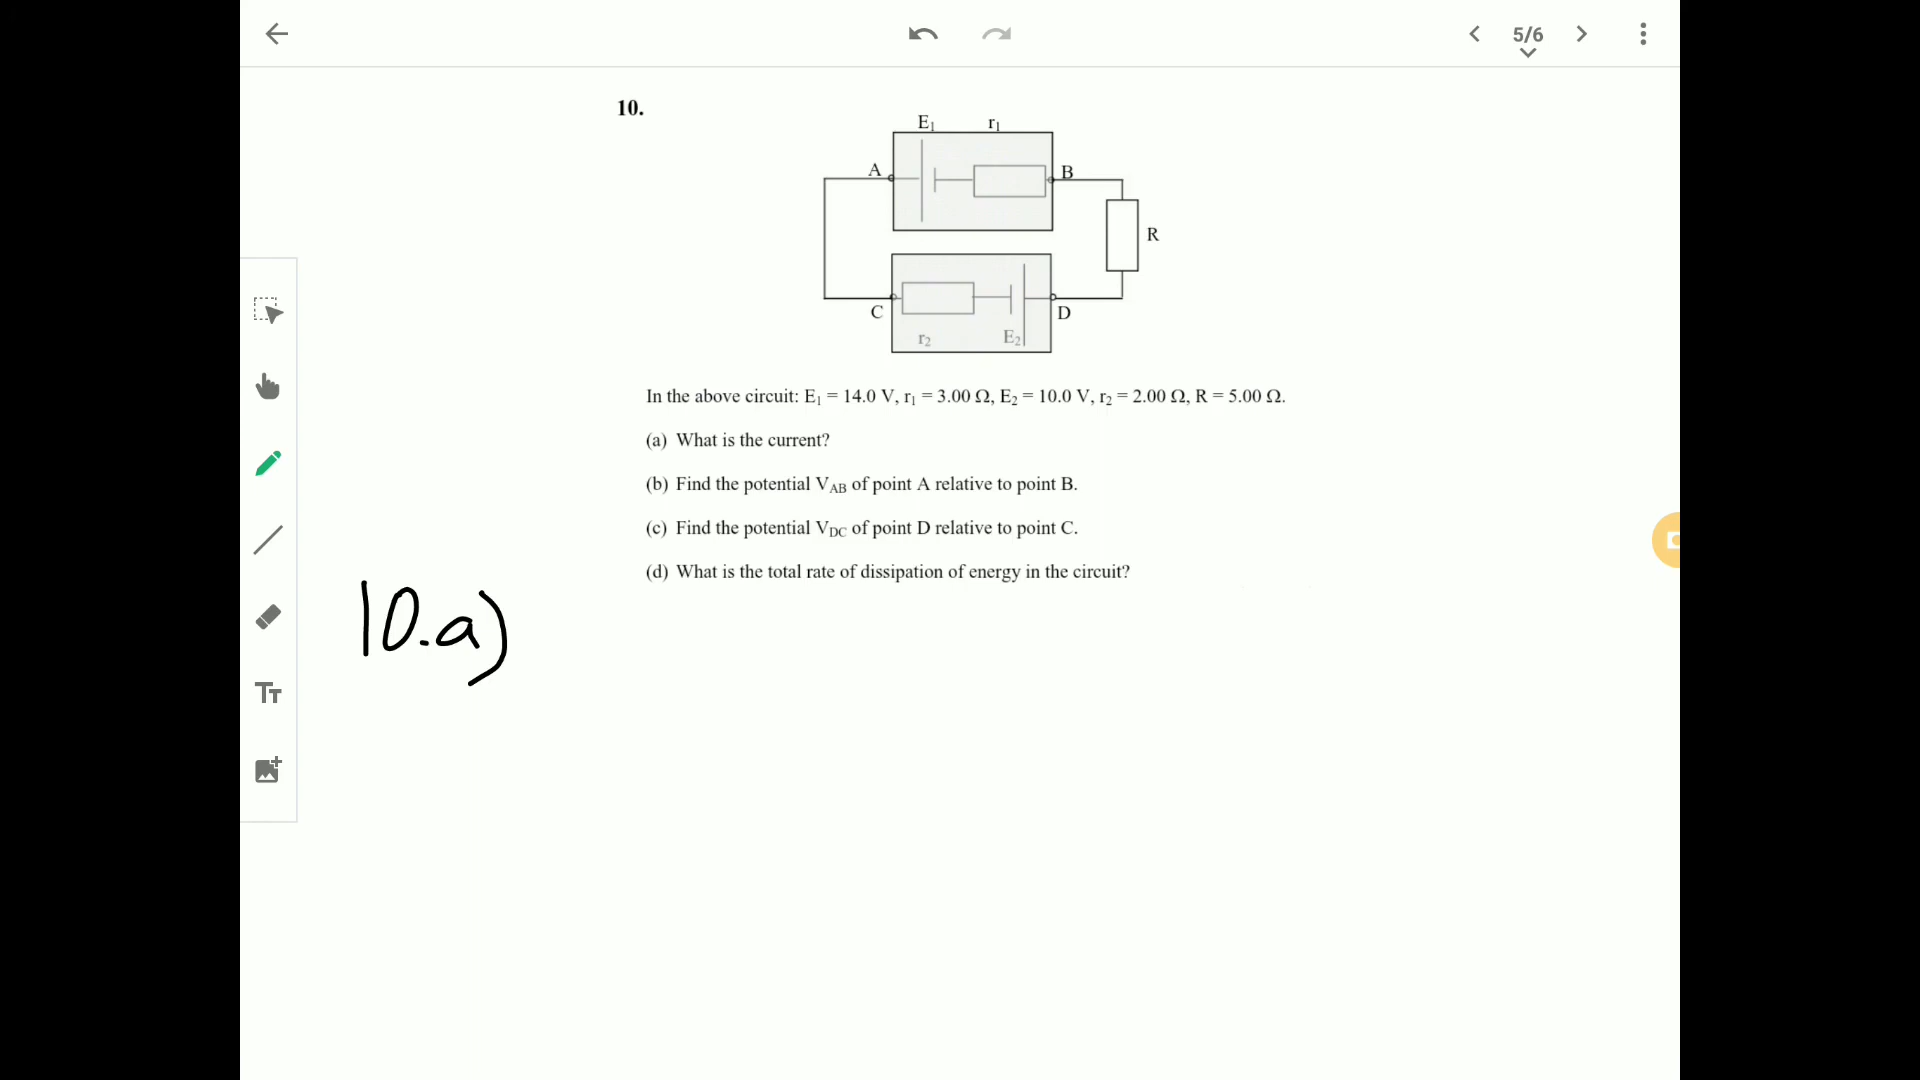 5/6
10.
E₁ r₁
A B
R
C D
r₂ E₂
In the above circuit: E₁ = 14.0 V, r₁ = 3.00 Ω, E₂ = 10.0 V, r₂ = 2.00 Ω, R = 5.00 Ω.
(a) What is the current?
(b) Find the potential V_AB of point A relative to point B.
(c) Find the potential V_DC of point D relative to point C.
(d) What is the total rate of dissipation of energy in the circuit?
10.a)
Tт